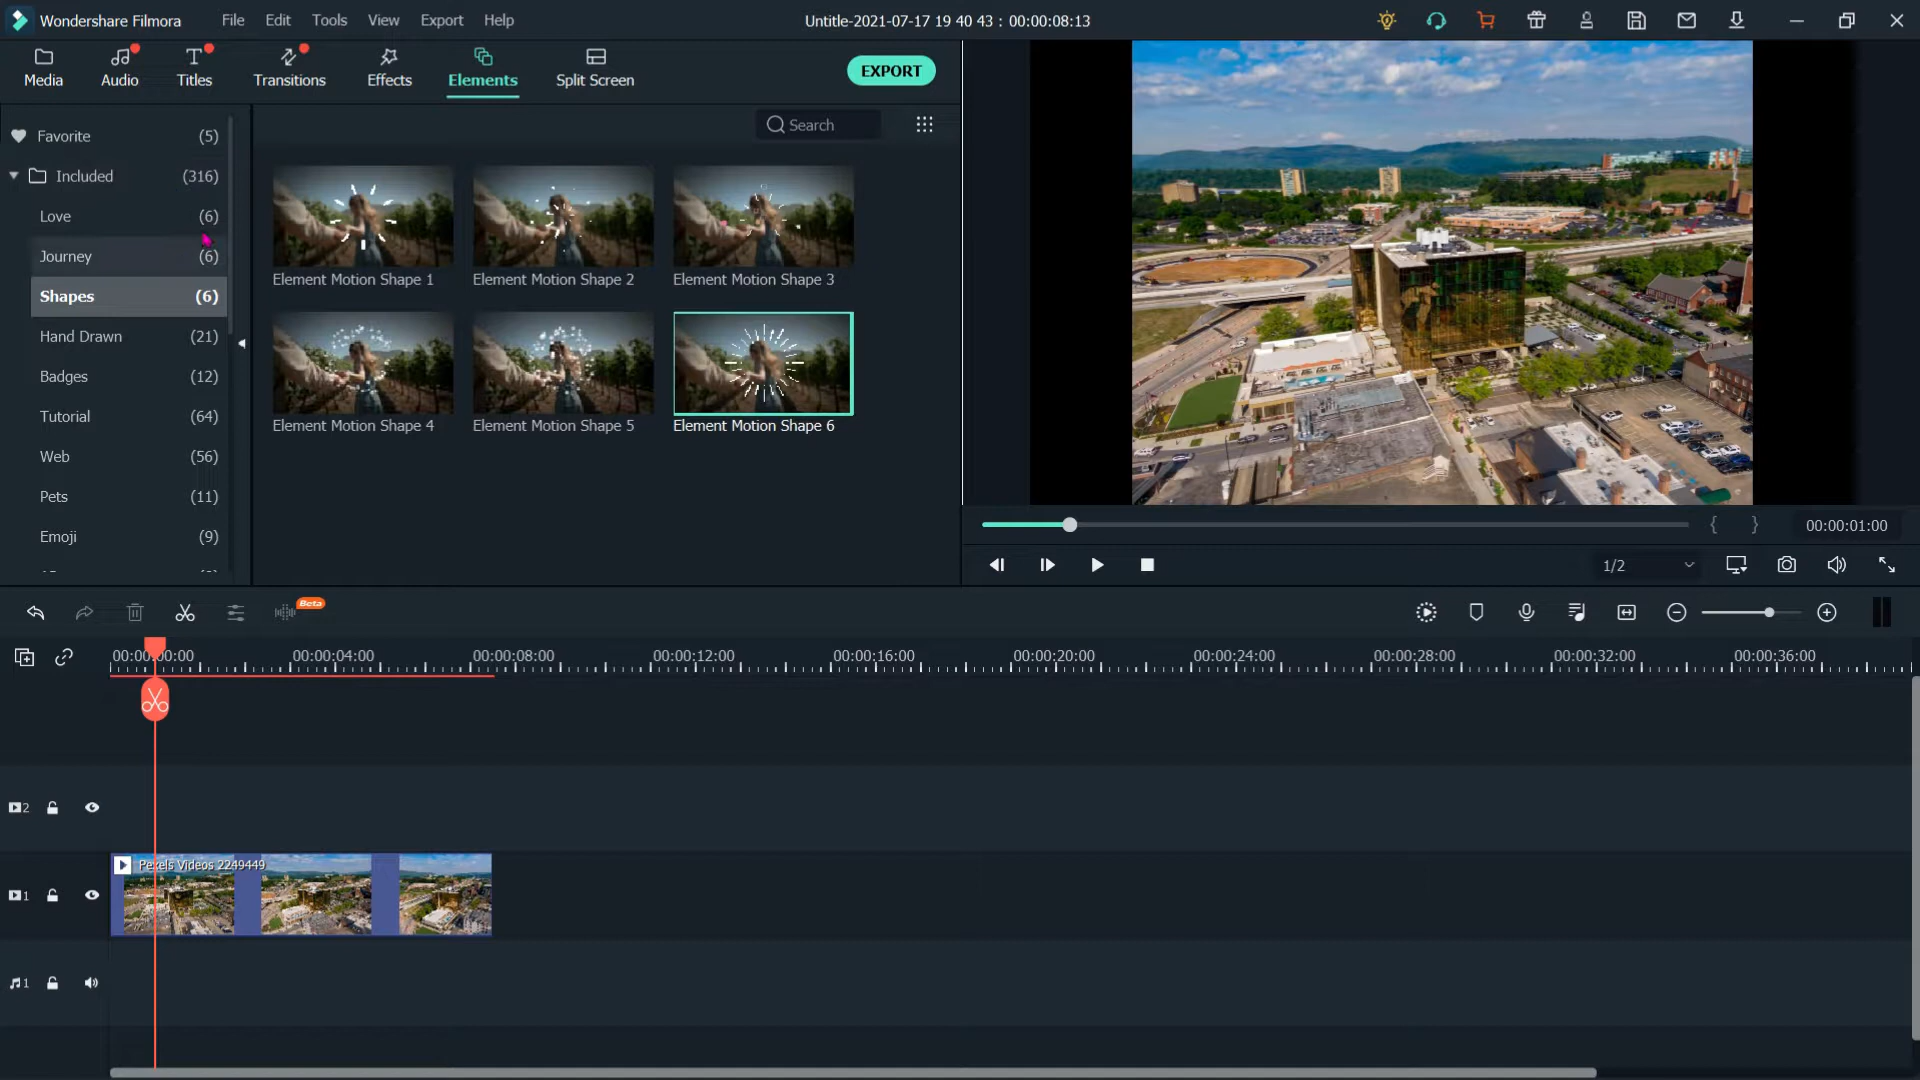 Wondershare Filmora File Edit Tools View Export Help Untitle-2021-07-17 19 40 43 : 00:00:08:13
Media Audio Titles Transitions Effects Elements Split Screen EXPORT
Favorite (5)
Search
Included (316)
Love (6)
Journey (6)
Shapes (6)
Hand Drawn (21)
Badges (12)
Tutorial (64)
Web (56)
Pets (11)
Emoji (9)
Element Motion Shape 1 Element Motion Shape 2 Element Motion Shape 3
Element Motion Shape 4 Element Motion Shape 5 Element Motion Shape 6
{ } 00:00:01:00
1/2
Beta
00:00:04:00 00:00:08:00 00:00:12:00 00:00:16:00 00:00:20:00 00:00:24:00 00:00:28:00 00:00:32:00 00:00:36:00
2
Pexels Videos 2249449
1
1